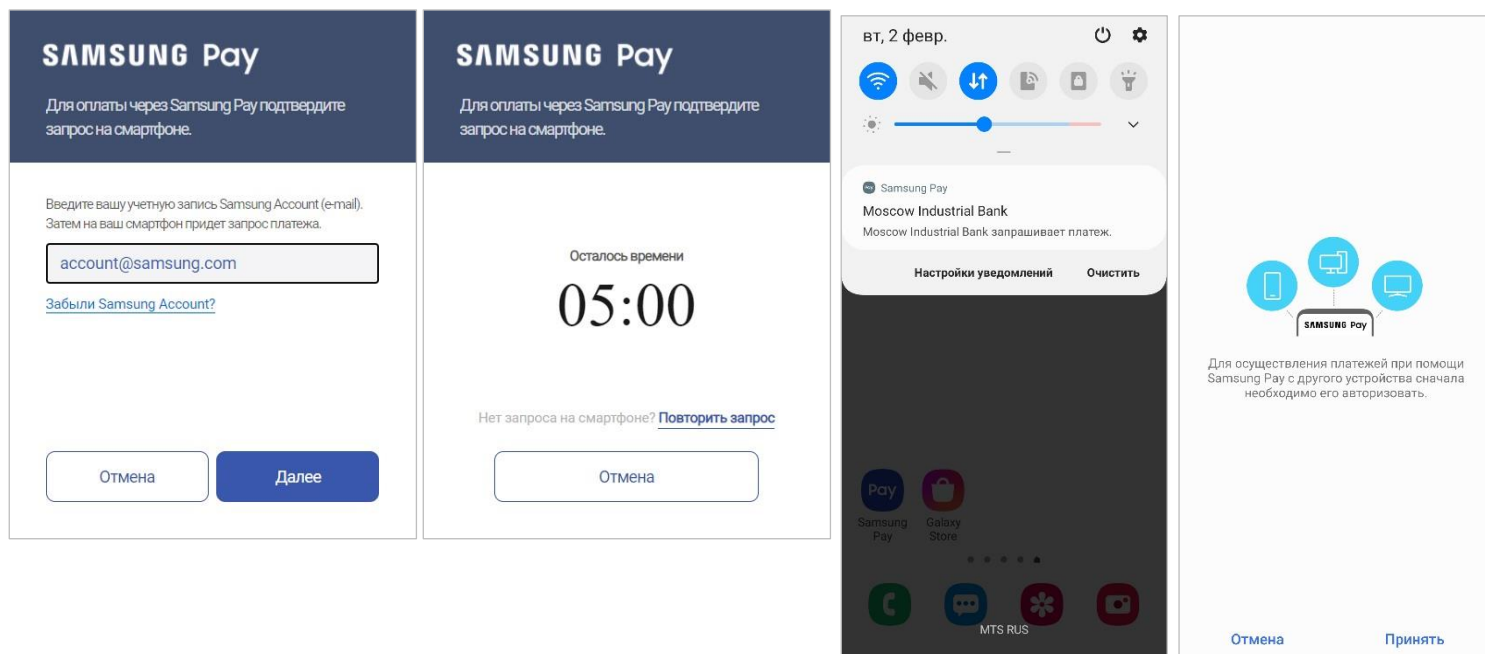 SAMSUNG Pay
Для оплаты через Samsung Pay подтвердите
запрос на смартфоне.
Введите вашу учетную запись Samsung Account (e-mail).
Затем на ваш смартфон придет запрос платежа.
account@samsung.com
Забыли Samsung Account?
Отмена
Далее
SAMSUNG Pay
Для оплаты через Samsung Pay подтвердите
запрос на смартфоне.
Осталось времени
05:00
Нет запроса на смартфоне? Повторить запрос
Отмена
вт, 2 февр.
Samsung Pay
Moscow Industrial Bank
Moscow Industrial Bank запрашивает платеж.
Настройки уведомлений
Очистить
Pay
Samsung
Pay
Galaxy
Store
MTS RUS
SAMSUNG Pay
Для осуществления платежей при помощи
Samsung Pay с другого устройства сначала
необходимо его авторизовать.
Отмена
Принять